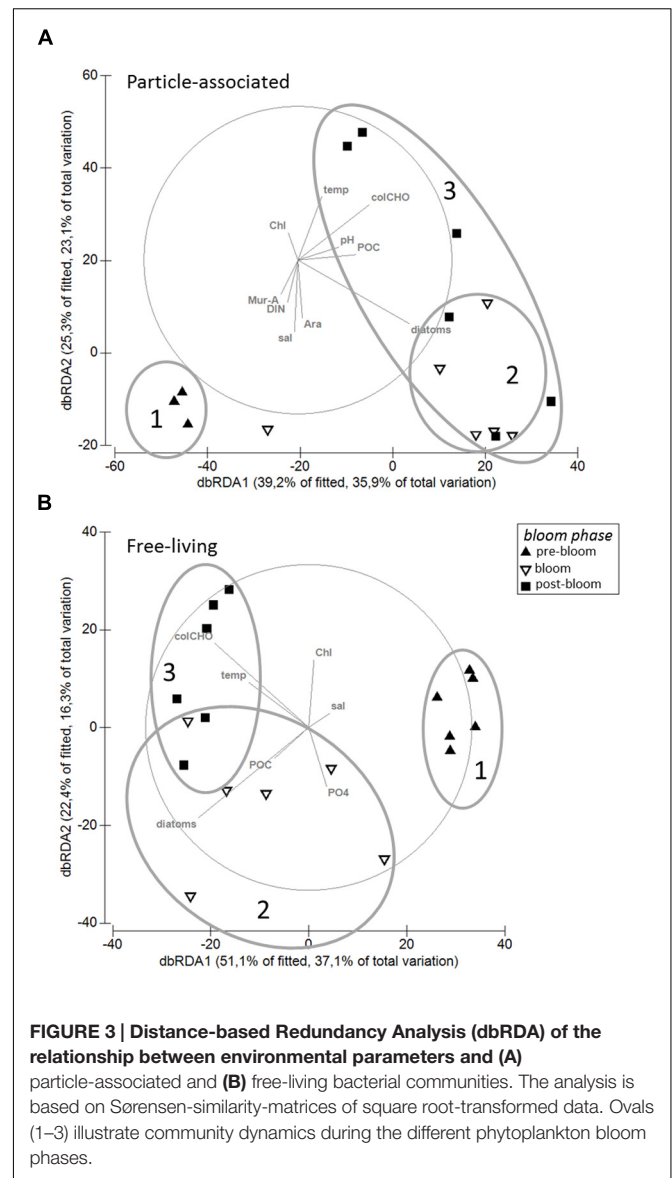 A
Particle-associated
60
40
20
0
-20
-60
-40
-20
0
20
40
dbRDA2 (25,3% of fitted, 23,1% of total variation)
dbRDA1 (39,2% of fitted, 35,9% of total variation)
temp
colCHO
Chl
pH
POC
Mur-A
DIN
Ara
sal
diatoms
3
2
1
B
Free-living
bloom phase
pre-bloom
bloom
post-bloom
40
20
0
-20
-40
-40
-20
0
20
40
dbRDA2 (22,4% of fitted, 16,3% of total variation)
dbRDA1 (51,1% of fitted, 37,1% of total variation)
colCHO
Chl
temp
sal
POC
PO4
diatoms
3
1
2
FIGURE 3 | Distance-based Redundancy Analysis (dbRDA) of the
relationship between environmental parameters and (A)
particle-associated and (B) free-living bacterial communities. The analysis is
based on Sørensen-similarity-matrices of square root-transformed data. Ovals
(1–3) illustrate community dynamics during the different phytoplankton bloom
phases.